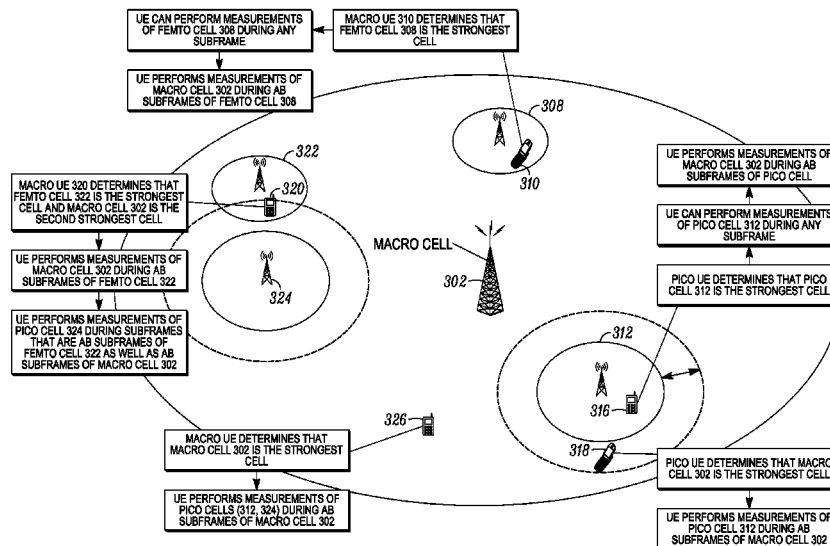 UE CAN PERFORM MEASUREMENTS
OF FEMTO CELL 308 DURING ANY
SUBFRAME
MACRO UE 310 DETERMINES THAT
FEMTO CELL 308 IS THE STRONGEST
CELL
UE PERFORMS MEASUREMENTS OF
MACRO CELL 302 DURING AB
SUBFRAMES OF FEMTO CELL 308
308
310
322
320
MACRO UE 320 DETERMINES THAT
FEMTO CELL 322 IS THE STRONGEST
CELL AND MACRO CELL 302 IS THE
SECOND STRONGEST CELL
UE PERFORMS MEASUREMENTS OF
MACRO CELL 302 DURING AB
SUBFRAMES OF FEMTO CELL 322
UE PERFORMS MEASUREMENTS OF
PICO CELL 324 DURING SUBFRAMES
THAT ARE AB SUBFRAMES OF
FEMTO CELL 322 AS WELL AS AB
SUBFRAMES OF MACRO CELL 302
324
MACRO CELL
302
UE PERFORMS MEASUREMENTS OF
MACRO CELL 302 DURING AB
SUBFRAMES OF PICO CELL
UE CAN PERFORM MEASUREMENTS
OF PICO CELL 312 DURING ANY
SUBFRAME
PICO UE DETERMINES THAT PICO
CELL 312 IS THE STRONGEST CELL
312
316
318
326
MACRO UE DETERMINES THAT
MACRO CELL 302 IS THE STRONGEST
CELL
UE PERFORMS MEASUREMENTS OF
PICO CELLS (312, 324) DURING AB
SUBFRAMES OF MACRO CELL 302
PICO UE DETERMINES THAT MACRO
CELL 302 IS THE STRONGEST CELL
UE PERFORMS MEASUREMENTS OF
PICO CELL 312 DURING AB
SUBFRAMES OF MACRO CELL 302